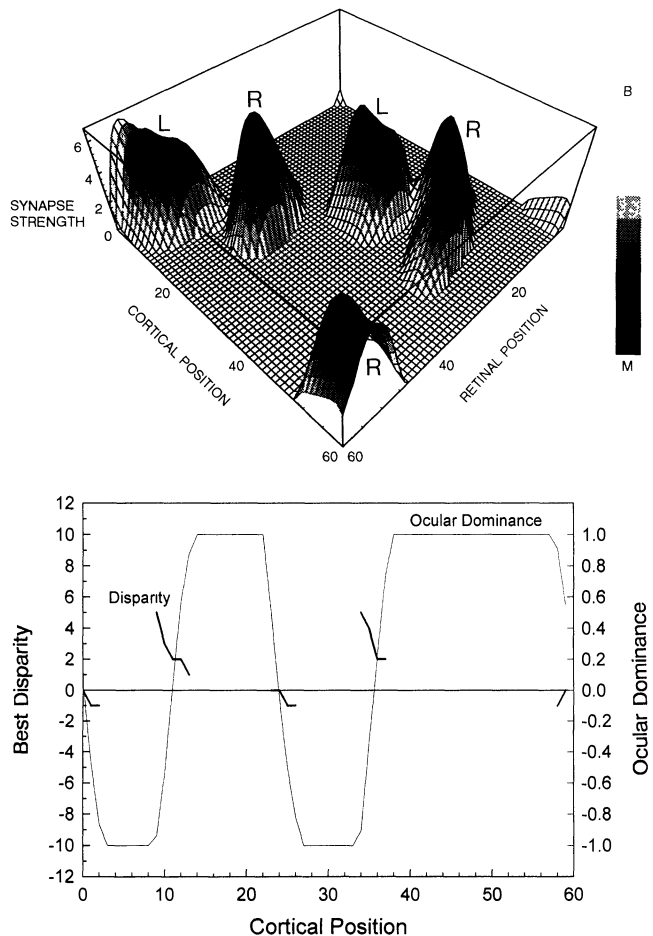 B
L
R
L
R
6
4
2
0
SYNAPSE
STRENGTH
20
CORTICAL POSITION
40
60
20
RETINAL POSITION
40
60
R
M
12
10
8
6
4
2
0
-2
-4
-6
-8
-10
-12
Best Disparity
Disparity
Ocular Dominance
1.0
0.8
0.6
0.4
0.2
0.0
-0.2
-0.4
-0.6
-0.8
-1.0
Ocular Dominance
0
10
20
30
40
50
60
Cortical Position